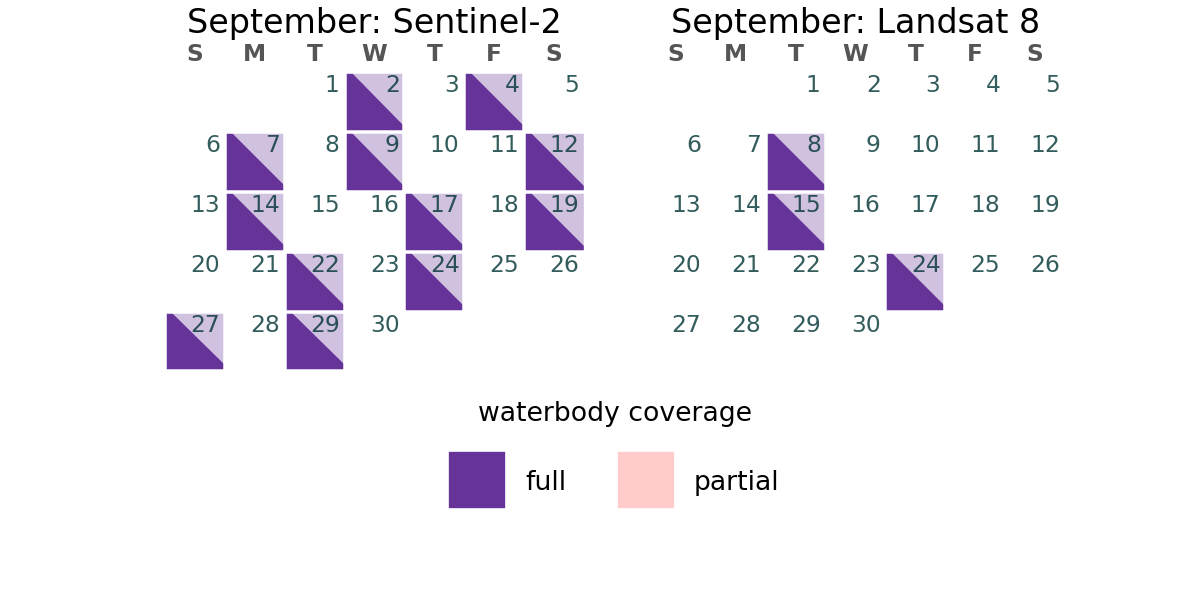 September: Sentinel-2
S M T W T F S
1 2 3 4 5
6 7 8 9 10 11 12
13 14 15 16 17 18 19
20 21 22 23 24 25 26
27 28 29 30
September: Landsat 8
S M T W T F S
1 2 3 4 5
6 7 8 9 10 11 12
13 14 15 16 17 18 19
20 21 22 23 24 25 26
27 28 29 30
waterbody coverage
full partial